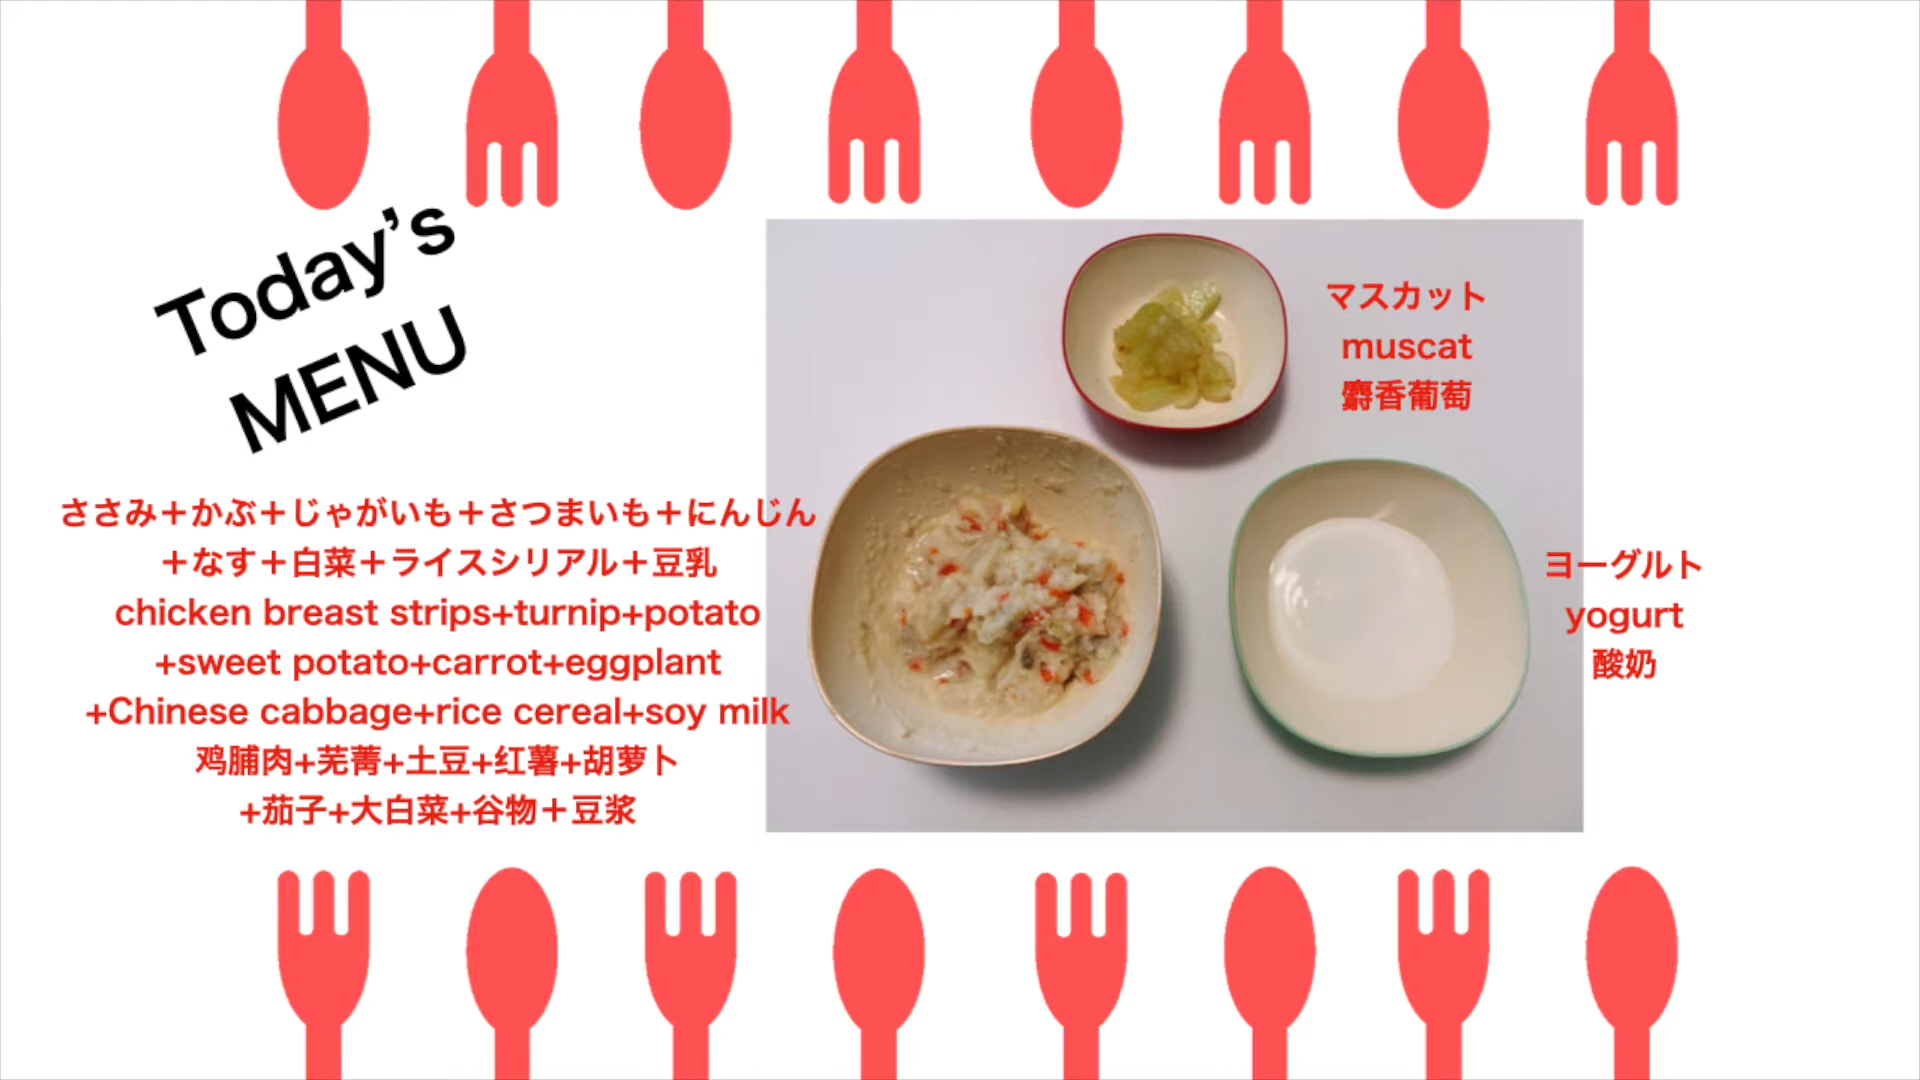 Today’s
MENU
ささみ＋かぶ＋じゃがいも＋さつまいも＋にんじん
＋なす＋白菜＋ライスシリアル＋豆乳
chicken breast strips+turnip+potato
+sweet potato+carrot+eggplant
+Chinese cabbage+rice cereal+soy milk
鸡脯肉+芜菁+土豆+红薯+胡萝卜
+茄子+大白菜+谷物＋豆浆
マスカット
muscat
麝香葡萄
ヨーグルト
yogurt
酸奶